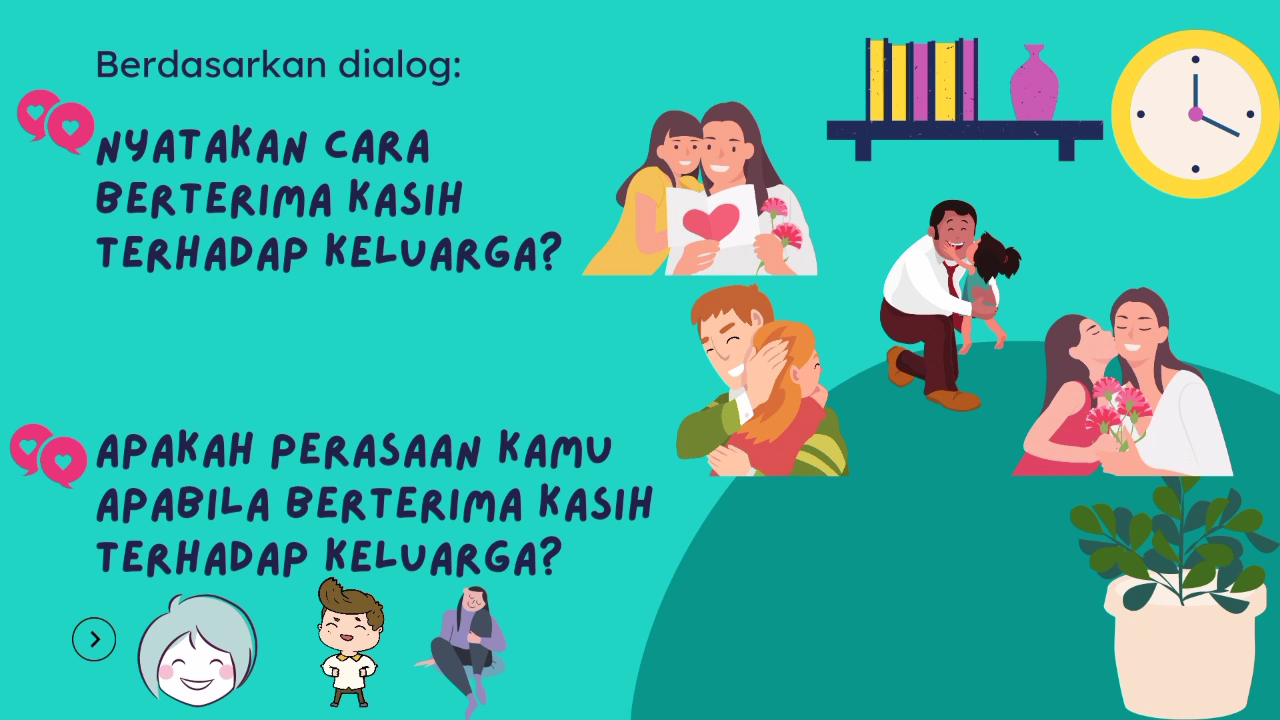 Berdasarkan dialog:
NYATAKAN CARA
BERTERIMA KASIH
TERHADAP KELUARGA?
APAKAH PERASAAN KAMU
APABILA BERTERIMA KASIH
TERHADAP KELUARGA?